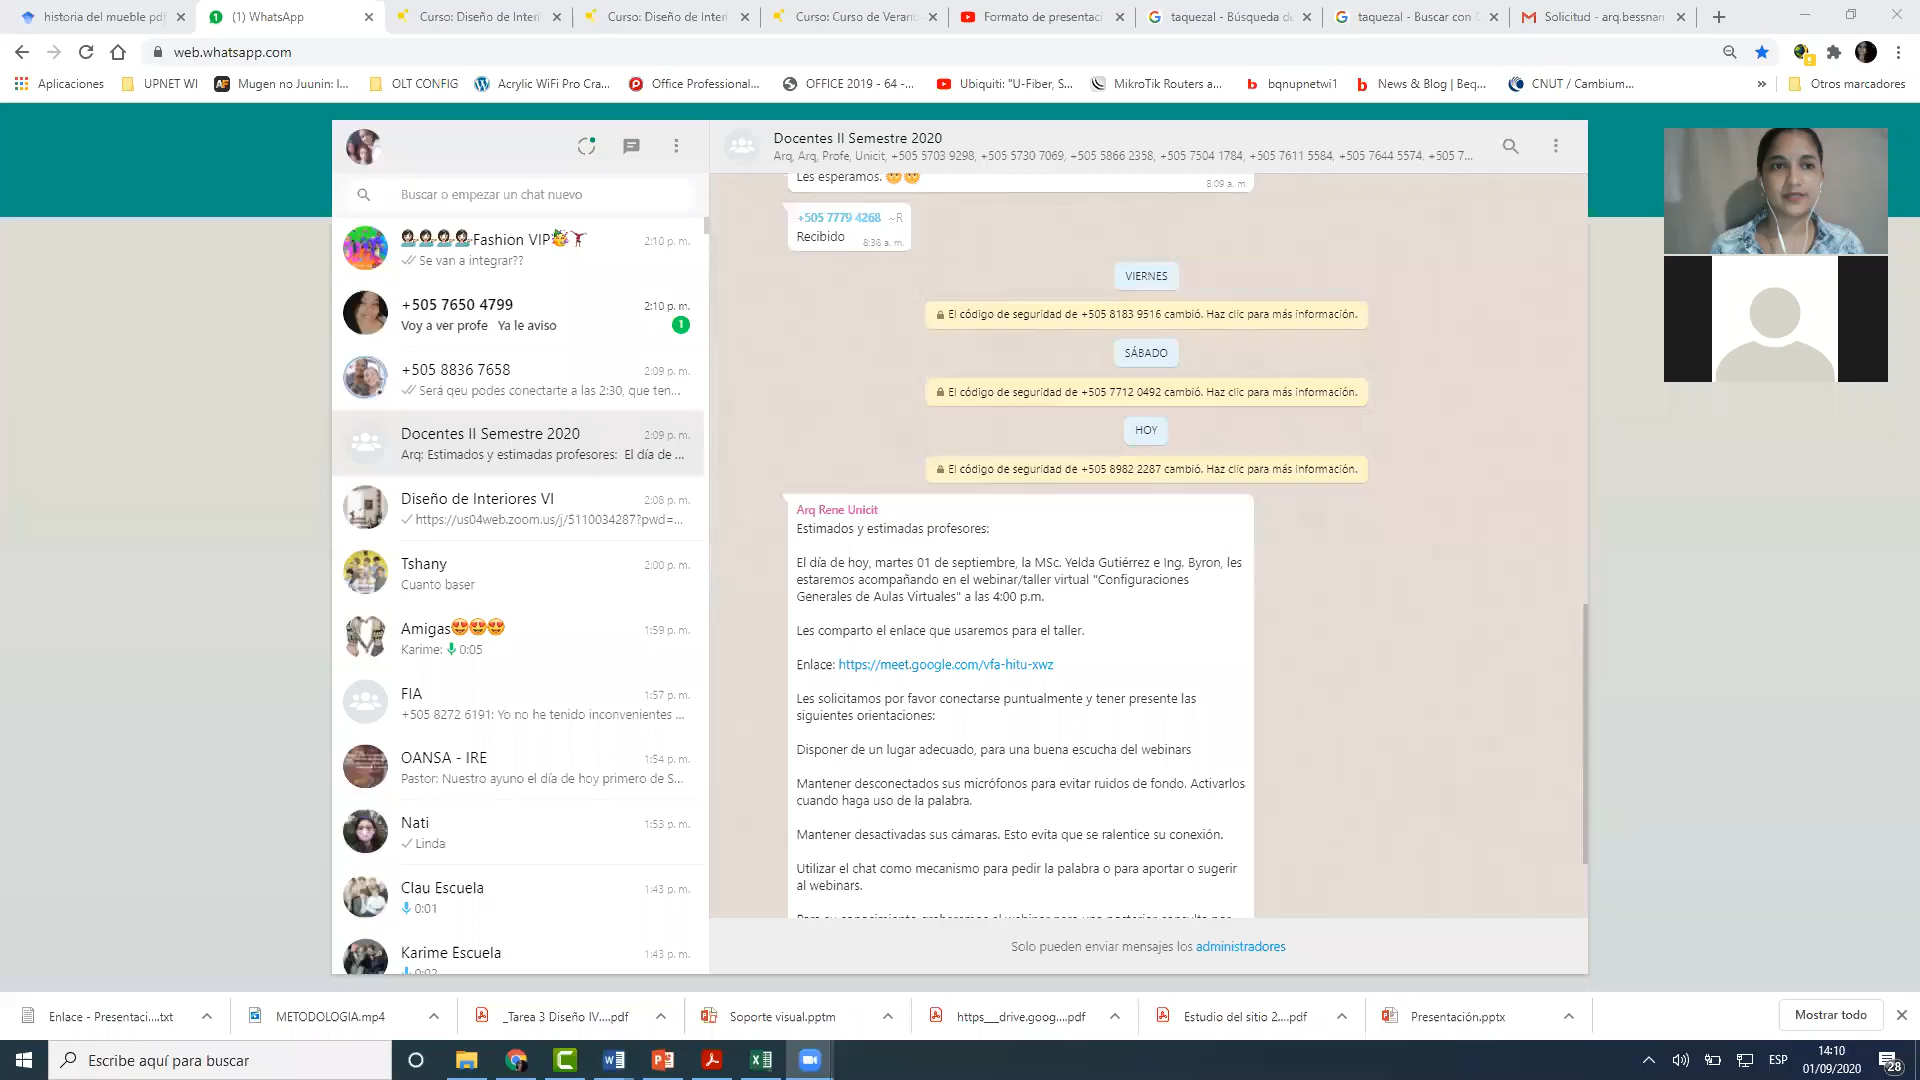 historia del mueble pdf
(1) WhatsApp
Curso: Diseño de Inter
Curso: Diseño de Inter
Curso: Curso de Veran
Formato de presentaci
taquezal - Búsqueda de
taquezal - Buscar con G
Solicitud - arq.bessnar
web.whatsapp.com
Aplicaciones
UPNET WI
Mugen no Juunin: I...
OLT CONFIG
Acrylic WiFi Pro Cra...
Office Professional...
OFFICE 2019 - 64 -...
Ubiquiti: "U-Fiber, S...
MikroTik Routers a...
bqnupnetwi1
News & Blog | Beq...
CNUT / Cambium...
Otros marcadores
Buscar o empezar un chat nuevo
Fashion VIP
2:10 p. m.
Se van a integrar??
+505 7650 4799
2:10 p. m.
Voy a ver profe Ya le aviso
1
+505 8836 7658
2:09 p. m.
Será qeu podes conectarte a las 2:30, que ten...
Docentes II Semestre 2020
2:09 p. m.
Arq: Estimados y estimadas profesores: El día de ...
Diseño de Interiores VI
2:08 p. m.
https://us04web.zoom.us/j/5110034287?pwd=...
Tshany
2:00 p. m.
Cuanto baser
Amigas
1:59 p. m.
Karime: 0:05
FIA
1:57 p. m.
+505 8272 6191: Yo no he tenido inconvenientes ...
OANSA - IRE
1:54 p. m.
Pastor: Nuestro ayuno el día de hoy primero de S...
Nati
1:53 p. m.
Linda
Clau Escuela
1:43 p. m.
0:01
Karime Escuela
1:43 p. m.
0:02
Docentes II Semestre 2020
Arq, Arq, Profe, Unicit, +505 5703 9298, +505 5730 7069, +505 5866 2358, +505 7504 1784, +505 7611 5584, +505 7644 5574, +505 7...
Les esperamos.
8:09 a. m.
+505 7779 4268 ~R
Recibido
8:38 a. m.
VIERNES
El código de seguridad de +505 8183 9516 cambió. Haz clic para más información.
SÁBADO
El código de seguridad de +505 7712 0492 cambió. Haz clic para más información.
HOY
El código de seguridad de +505 8982 2287 cambió. Haz clic para más información.
Arq Rene Unicit
Estimados y estimadas profesores:
El día de hoy, martes 01 de septiembre, la MSc. Yelda Gutiérrez e Ing. Byron, les
estaremos acompañando en el webinar/taller virtual "Configuraciones
Generales de Aulas Virtuales" a las 4:00 p.m.
Les comparto el enlace que usaremos para el taller.
Enlace: https://meet.google.com/vfa-hitu-xwz
Les solicitamos por favor conectarse puntualmente y tener presente las
siguientes orientaciones:
Disponer de un lugar adecuado, para una buena escucha del webinars
Mantener desconectados sus micrófonos para evitar ruidos de fondo. Activarlos
cuando haga uso de la palabra.
Mantener desactivadas sus cámaras. Esto evita que se ralentice su conexión.
Utilizar el chat como mecanismo para pedir la palabra o para aportar o sugerir
al webinars.
Solo pueden enviar mensajes los administradores
Enlace - Presentaci....txt
METODOLOGIA.mp4
_Tarea 3 Diseño IV....pdf
Soporte visual.pptm
https___drive.goog....pdf
Estudio del sitio 2....pdf
Presentación.pptx
Mostrar todo
Escribe aquí para buscar
ESP
14:10
01/09/2020
28